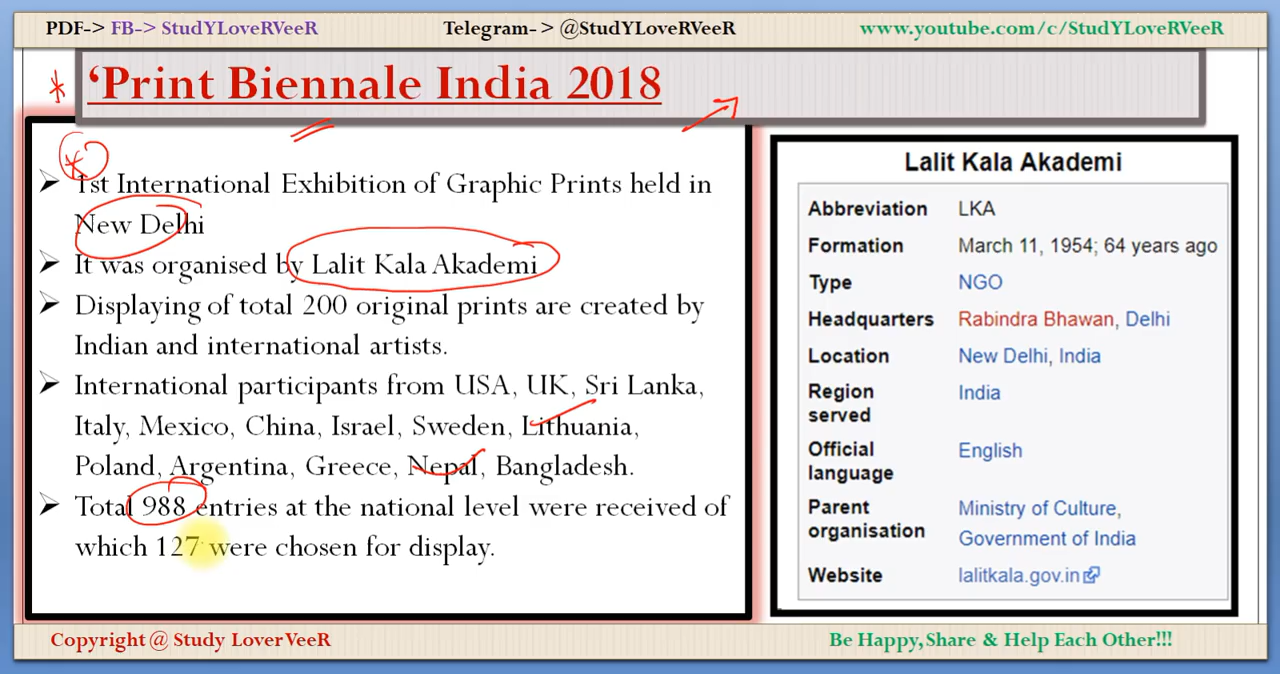 PDF-> FB-> StudYLoveRVeeR Telegram- > @StudYLoveRVeeR www.youtube.com/c/StudYLoveRVeeR
‘Print Biennale India 2018
1st International Exhibition of Graphic Prints held in
New Delhi
It was organised by Lalit Kala Akademi
Displaying of total 200 original prints are created by
Indian and international artists.
International participants from USA, UK, Sri Lanka,
Italy, Mexico, China, Israel, Sweden, Lithuania,
Poland, Argentina, Greece, Nepal, Bangladesh.
Total 988 entries at the national level were received of
which 127 were chosen for display.
Lalit Kala Akademi
Abbreviation LKA
Formation March 11, 1954; 64 years ago
Type NGO
Headquarters Rabindra Bhawan, Delhi
Location New Delhi, India
Region India
served
Official English
language
Parent Ministry of Culture,
organisation Government of India
Website lalitkala.gov.in
Copyright @ Study LoverVeeR Be Happy,Share & Help Each Other!!!